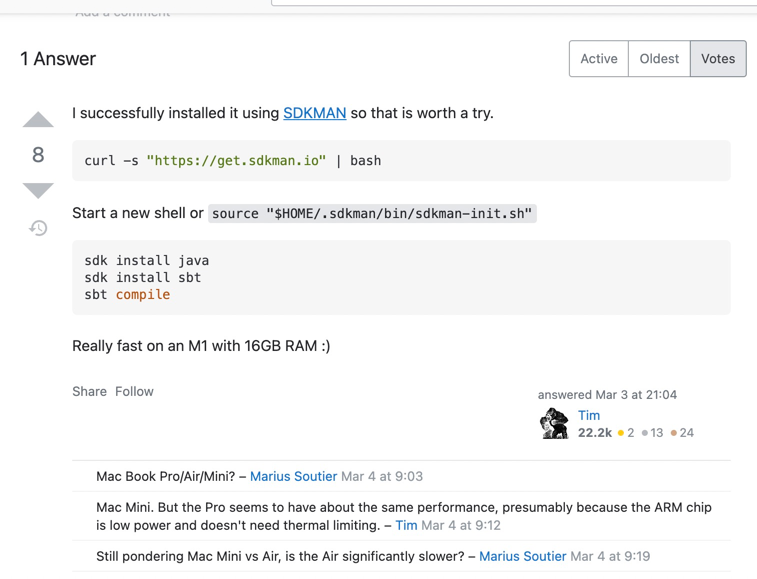 Add a comment
1 Answer
Active Oldest Votes
I successfully installed it using SDKMAN so that is worth a try.
8
curl -s "https://get.sdkman.io" | bash
Start a new shell or source "$HOME/.sdkman/bin/sdkman-init.sh"
sdk install java
sdk install sbt
sbt compile
Really fast on an M1 with 16GB RAM :)
Share Follow
answered Mar 3 at 21:04
Tim
22.2k 2 13 24
Mac Book Pro/Air/Mini? – Marius Soutier Mar 4 at 9:03
Mac Mini. But the Pro seems to have about the same performance, presumably because the ARM chip
is low power and doesn't need thermal limiting. – Tim Mar 4 at 9:12
Still pondering Mac Mini vs Air, is the Air significantly slower? – Marius Soutier Mar 4 at 9:19